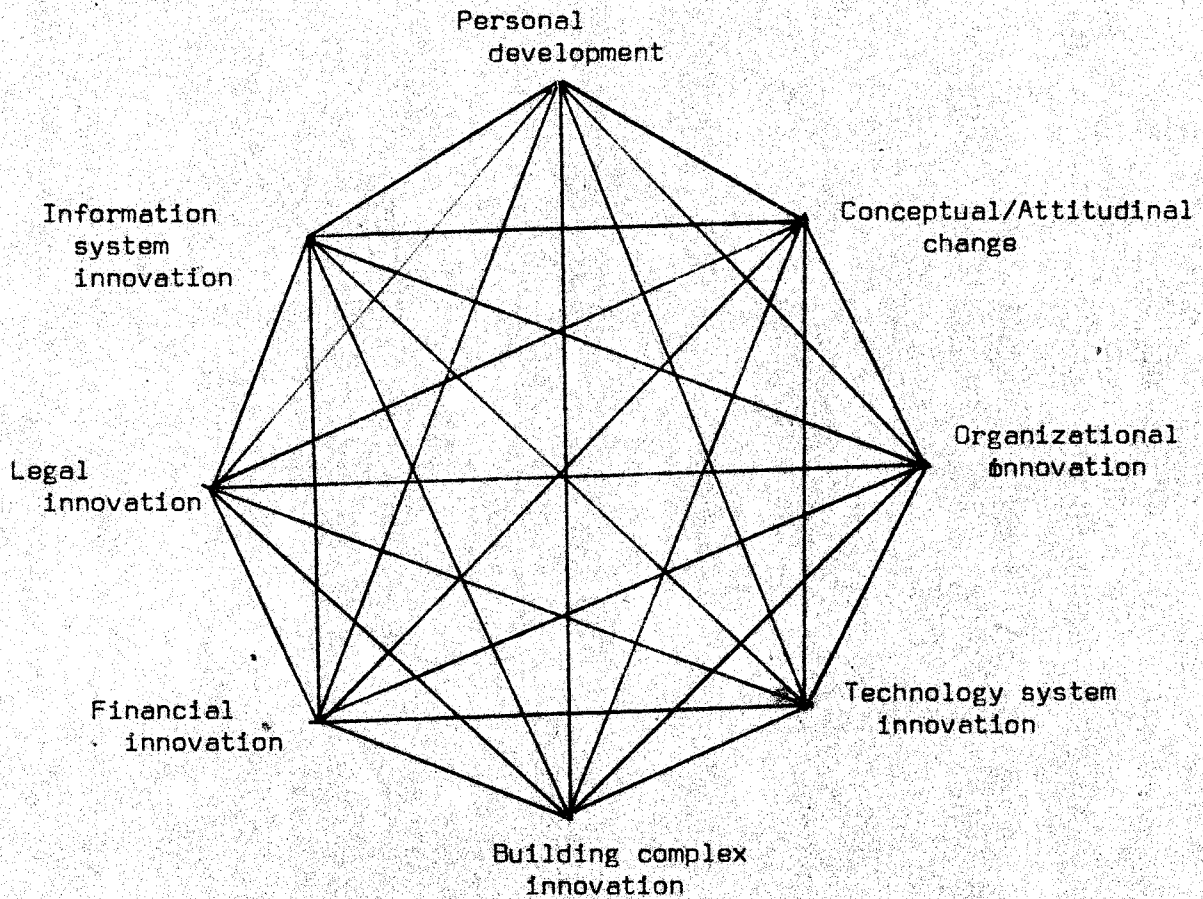 Personal
development
Information
system
innovation
Conceptual/Attitudinal
change
Legal
innovation
Organizational
onnovation
Financial
innovation
Technology system
innovation
Building complex
innovation